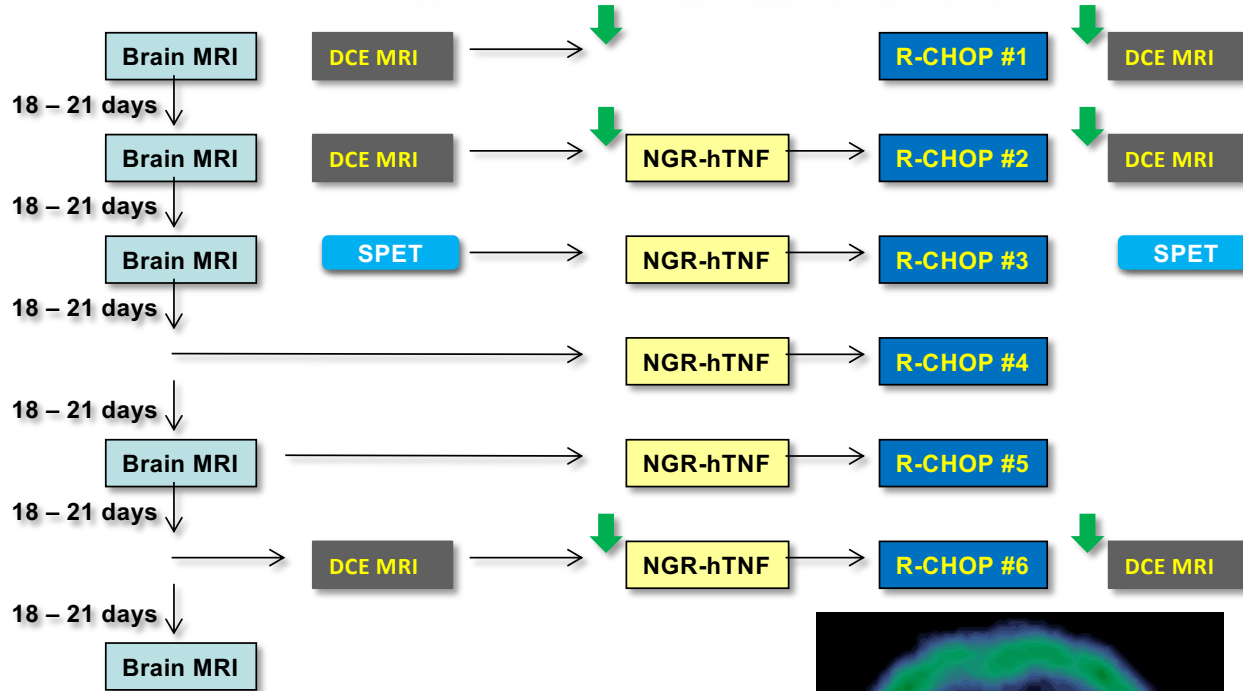 Brain MRI DCE MRI R-CHOP #1 DCE MRI
18 – 21 days
Brain MRI DCE MRI NGR-hTNF R-CHOP #2 DCE MRI
18 – 21 days
Brain MRI SPET NGR-hTNF R-CHOP #3 SPET
18 – 21 days
NGR-hTNF R-CHOP #4
18 – 21 days
Brain MRI NGR-hTNF R-CHOP #5
18 – 21 days
DCE MRI NGR-hTNF R-CHOP #6 DCE MRI
18 – 21 days
Brain MRI